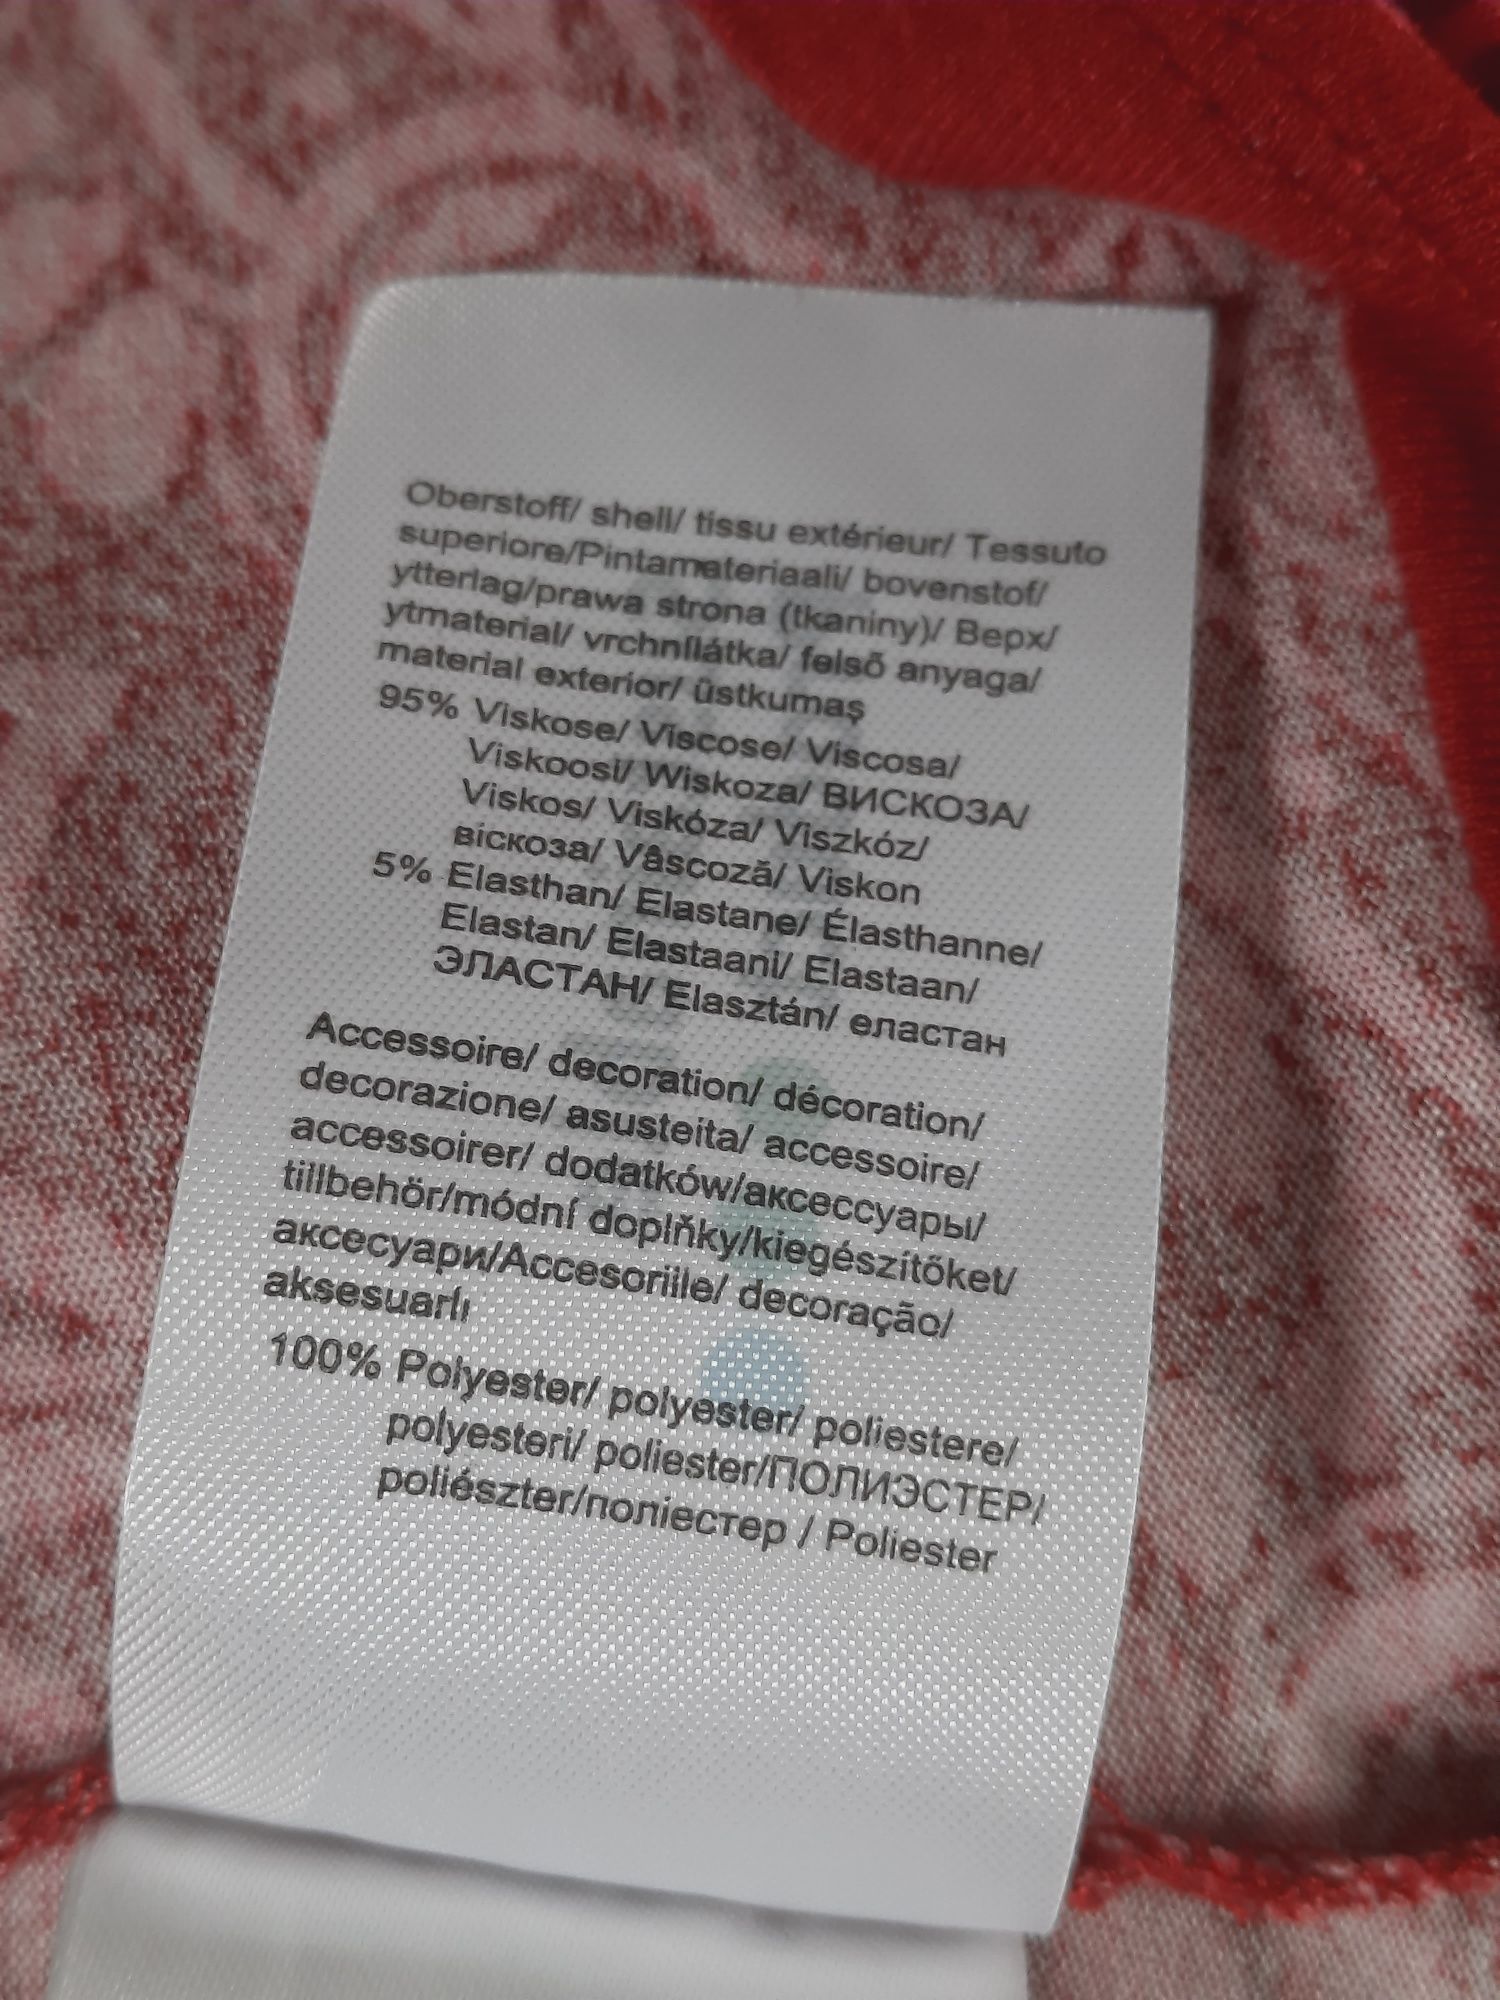 Oberstoff/ shell/ tissu extérieur/ Tessuto
superiore/Pintamateriaali/ bovenstof/
ytterlag/prawa strona (tkaniny)/ Bepx/
ytmaterial/ vrchnílátka/ felső anyaga/
material exterior/ üstkumaş
95% Viskose/ Viscose/ Viscosa/
Viskoosi/ Wiskoza/ ВИСКОЗА/
Viskos/ Viskóza/ Viszkóz/
віскоза/ Vâscoză/ Viskon
5% Elasthan/ Elastane/ Élasthanne/
Elastan/ Elastaani/ Elastaan/
ЭЛАСТАН/ Elasztán/ еластан
Accessoire/ decoration/ décoration/
decorazione/ asusteita/ accessoire/
accessoirer/ dodatków/аксессуары/
tillbehör/módní doplňky/kiegészítőket/
аксесуари/Accesoriile/ decoração/
aksesuarlı
100% Polyester/ polyester/ poliestere/
polyesteri/ poliester/ПОЛИЭСТЕР/
poliészter/поліестер / Poliester